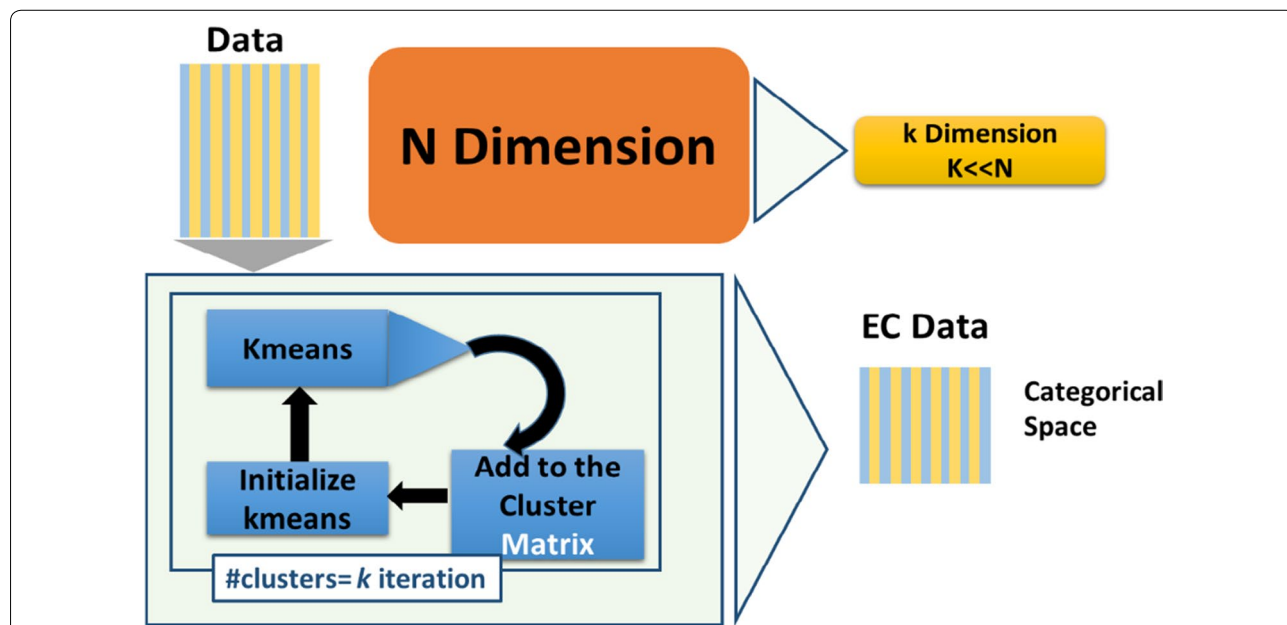 Data
N Dimension
k Dimension
K<<N
Kmeans
Initialize
kmeans
Add to the
Cluster
Matrix
#clusters= k iteration
EC Data
Categorical
Space